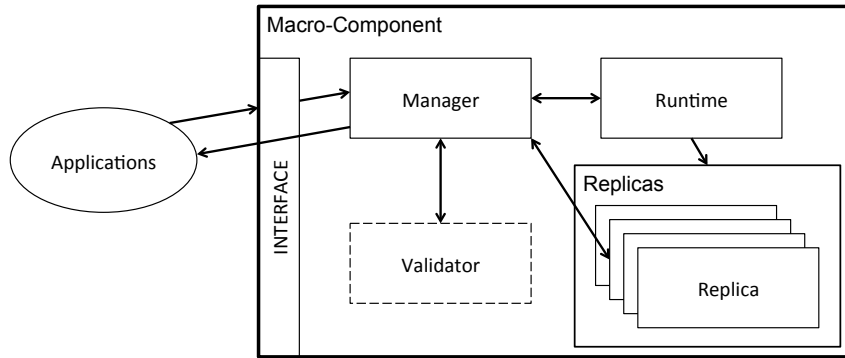 Macro-Component
Manager
Runtime
Applications
INTERFACE
Replicas
Validator
Replica